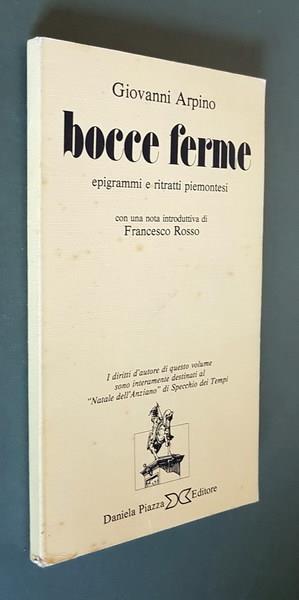 Giovanni Arpino
bocce ferme
epigrammi e ritratti piemontesi
con una nota introduttiva di
Francesco Rosso
I diritti d'autore di questo volume
sono interamente destinati al
"Natale dell'Anziano" di Specchio dei Tempi
Daniela Piazza Editore